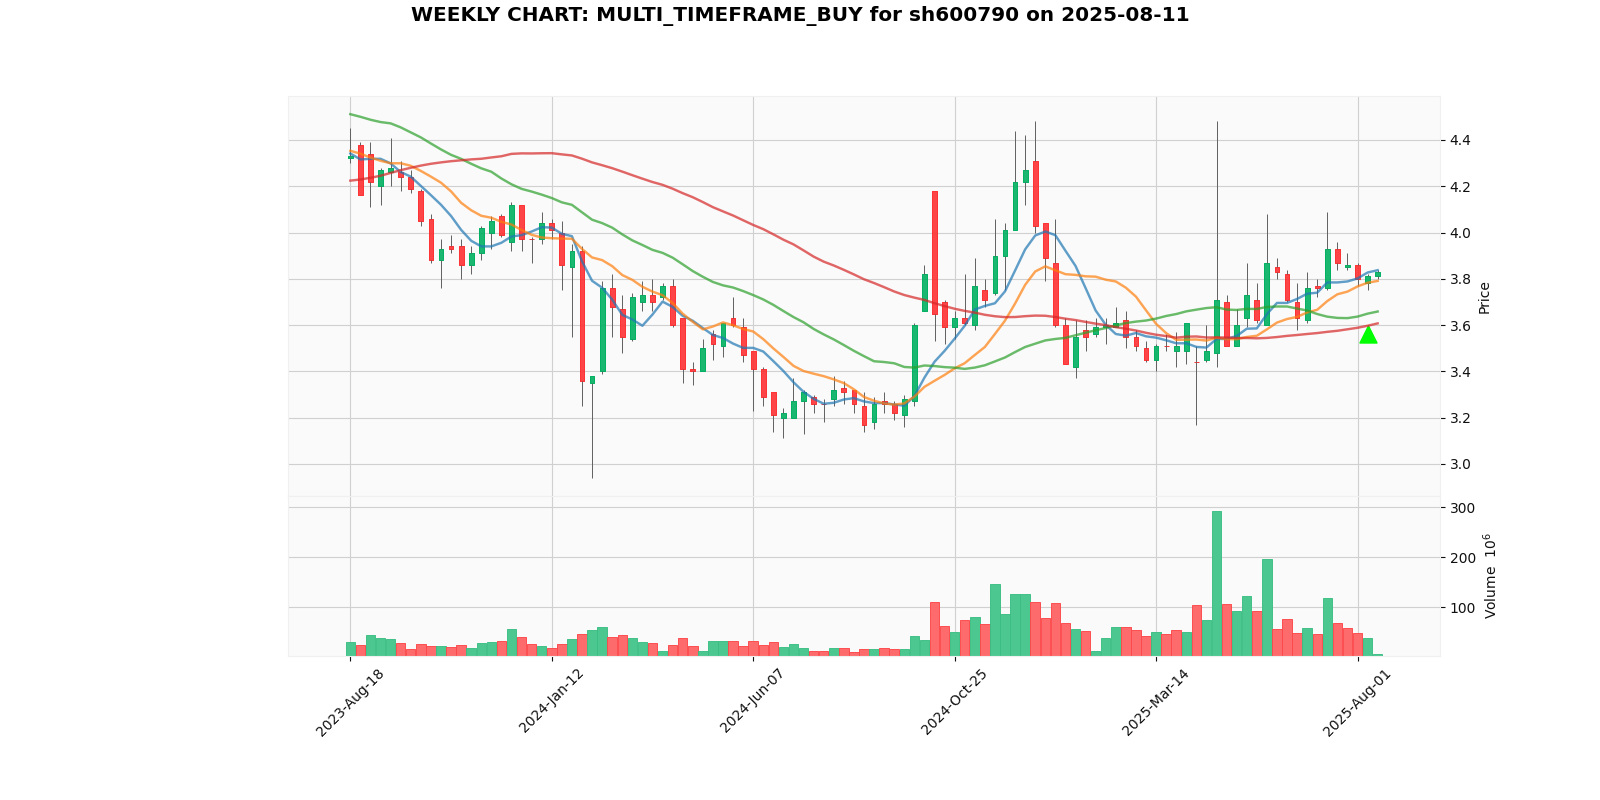 WEEKLY CHART: MULTI_TIMEFRAME_BUY for sh600790 on 2025-08-11
4.4
4.2
4.0
3.8
3.6
3.4
3.2
3.0
Price
300
200
100
Volume 10⁶
2023-Aug-18
2024-Jan-12
2024-Jun-07
2024-Oct-25
2025-Mar-14
2025-Aug-01